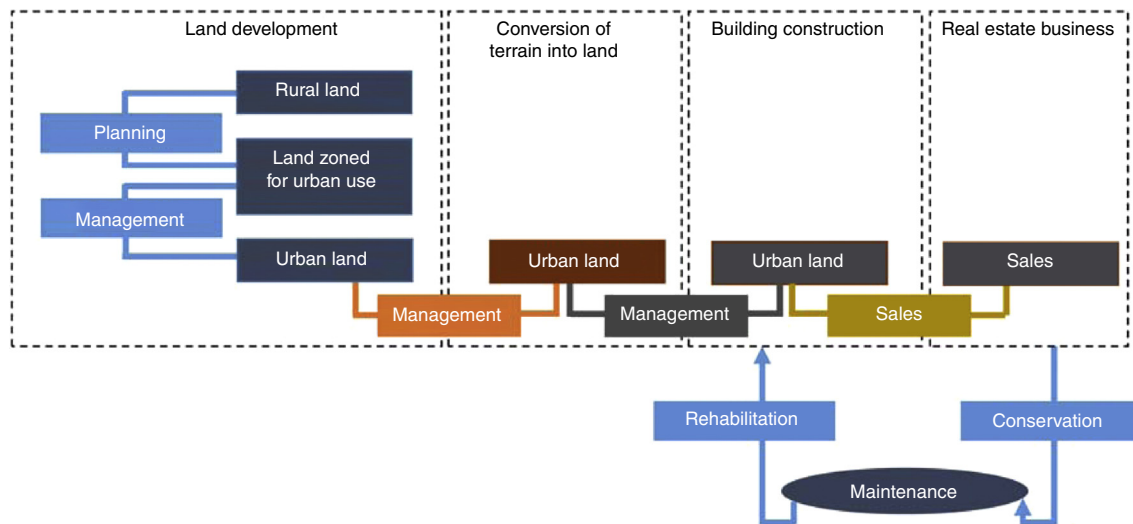 Land development
Conversion of
terrain into land
Building construction
Real estate business
Rural land
Planning
Land zoned
for urban use
Management
Urban land
Urban land
Urban land
Sales
Management
Management
Sales
Rehabilitation
Conservation
Maintenance